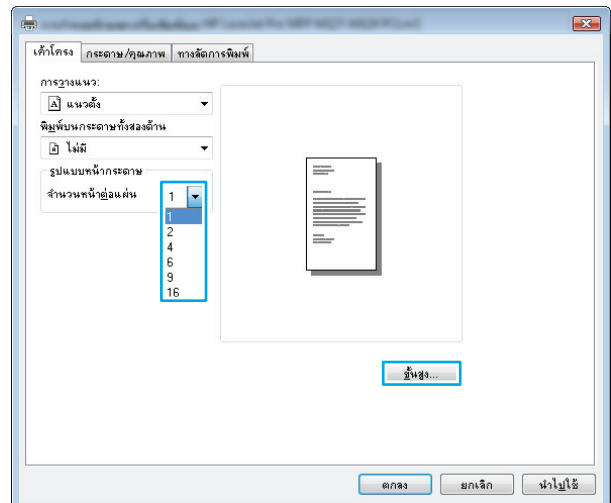 เค้าโครง กระดาษ/คุณภาพ ทางลัดการพิมพ์
การวางแนว:
A แนวตั้ง
พิมพ์บนกระดาษทั้งสองด้าน
ไม่มี
รูปแบบหน้ากระดาษ
จำนวนหน้าต่อแผ่น 1
1
2
4
6
9
16
ขั้นสูง...
ตกลง ยกเลิก นำไปใช้